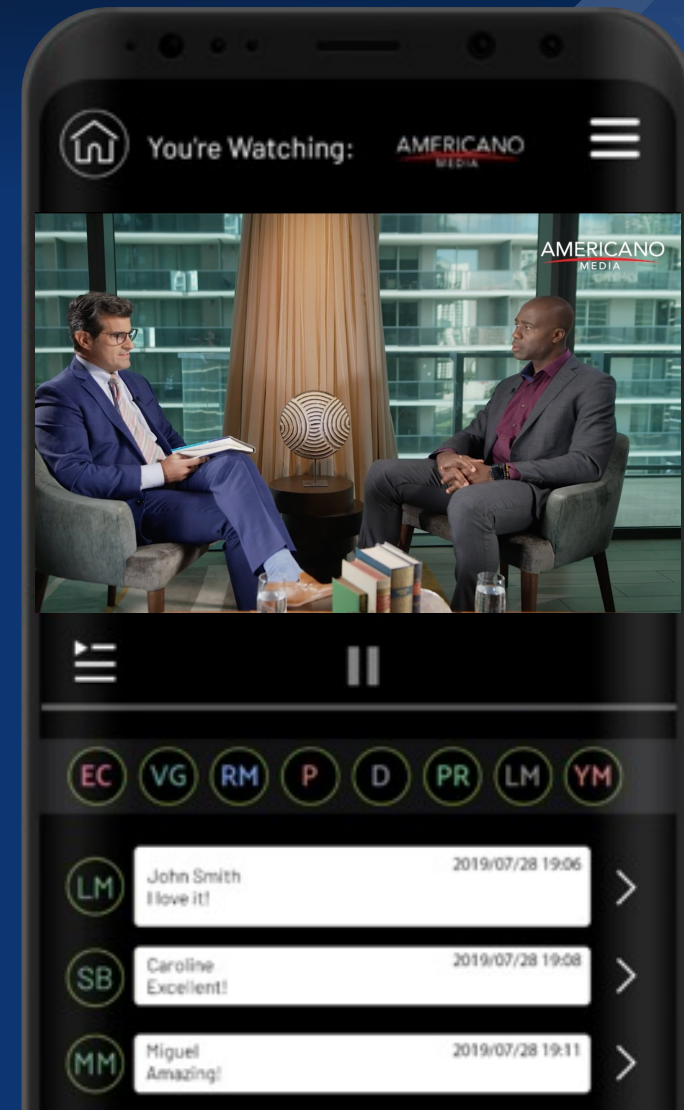 You're Watching:
AMERICANO
MEDIA
AMERICANO
MEDIA
EC VG RM P D PR LM YM
LM
John Smith 2019/07/28 19:06
I love it!
SB
Caroline 2019/07/28 19:08
Excellent!
MM
Miguel 2019/07/28 19:11
Amazing!